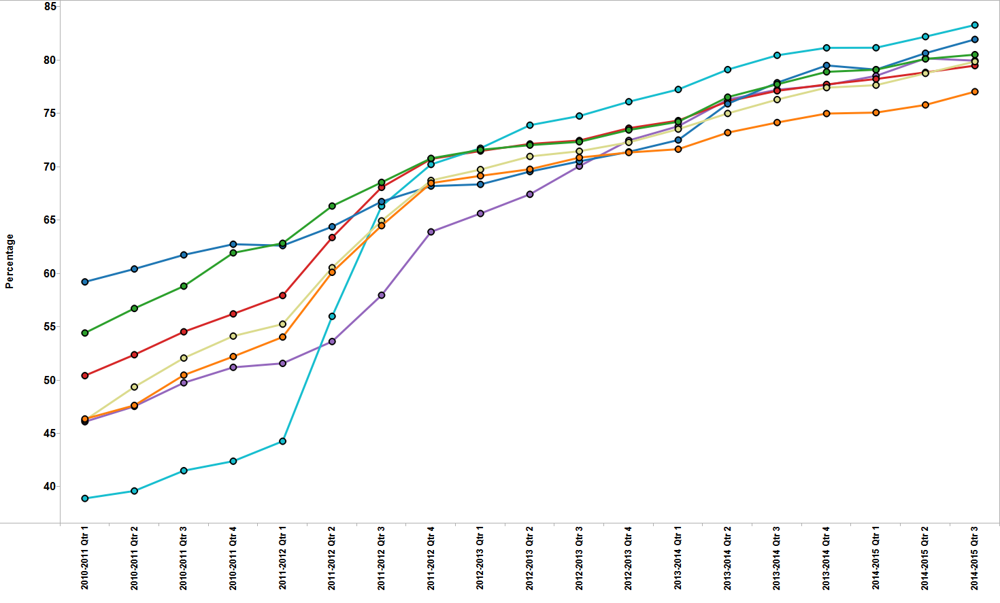 85
80
75
70
65
60
55
50
45
40
Percentage
2010-2011 Qtr 1
2010-2011 Qtr 2
2010-2011 Qtr 3
2010-2011 Qtr 4
2011-2012 Qtr 1
2011-2012 Qtr 2
2011-2012 Qtr 3
2011-2012 Qtr 4
2012-2013 Qtr 1
2012-2013 Qtr 2
2012-2013 Qtr 3
2012-2013 Qtr 4
2013-2014 Qtr 1
2013-2014 Qtr 2
2013-2014 Qtr 3
2013-2014 Qtr 4
2014-2015 Qtr 1
2014-2015 Qtr 2
2014-2015 Qtr 3